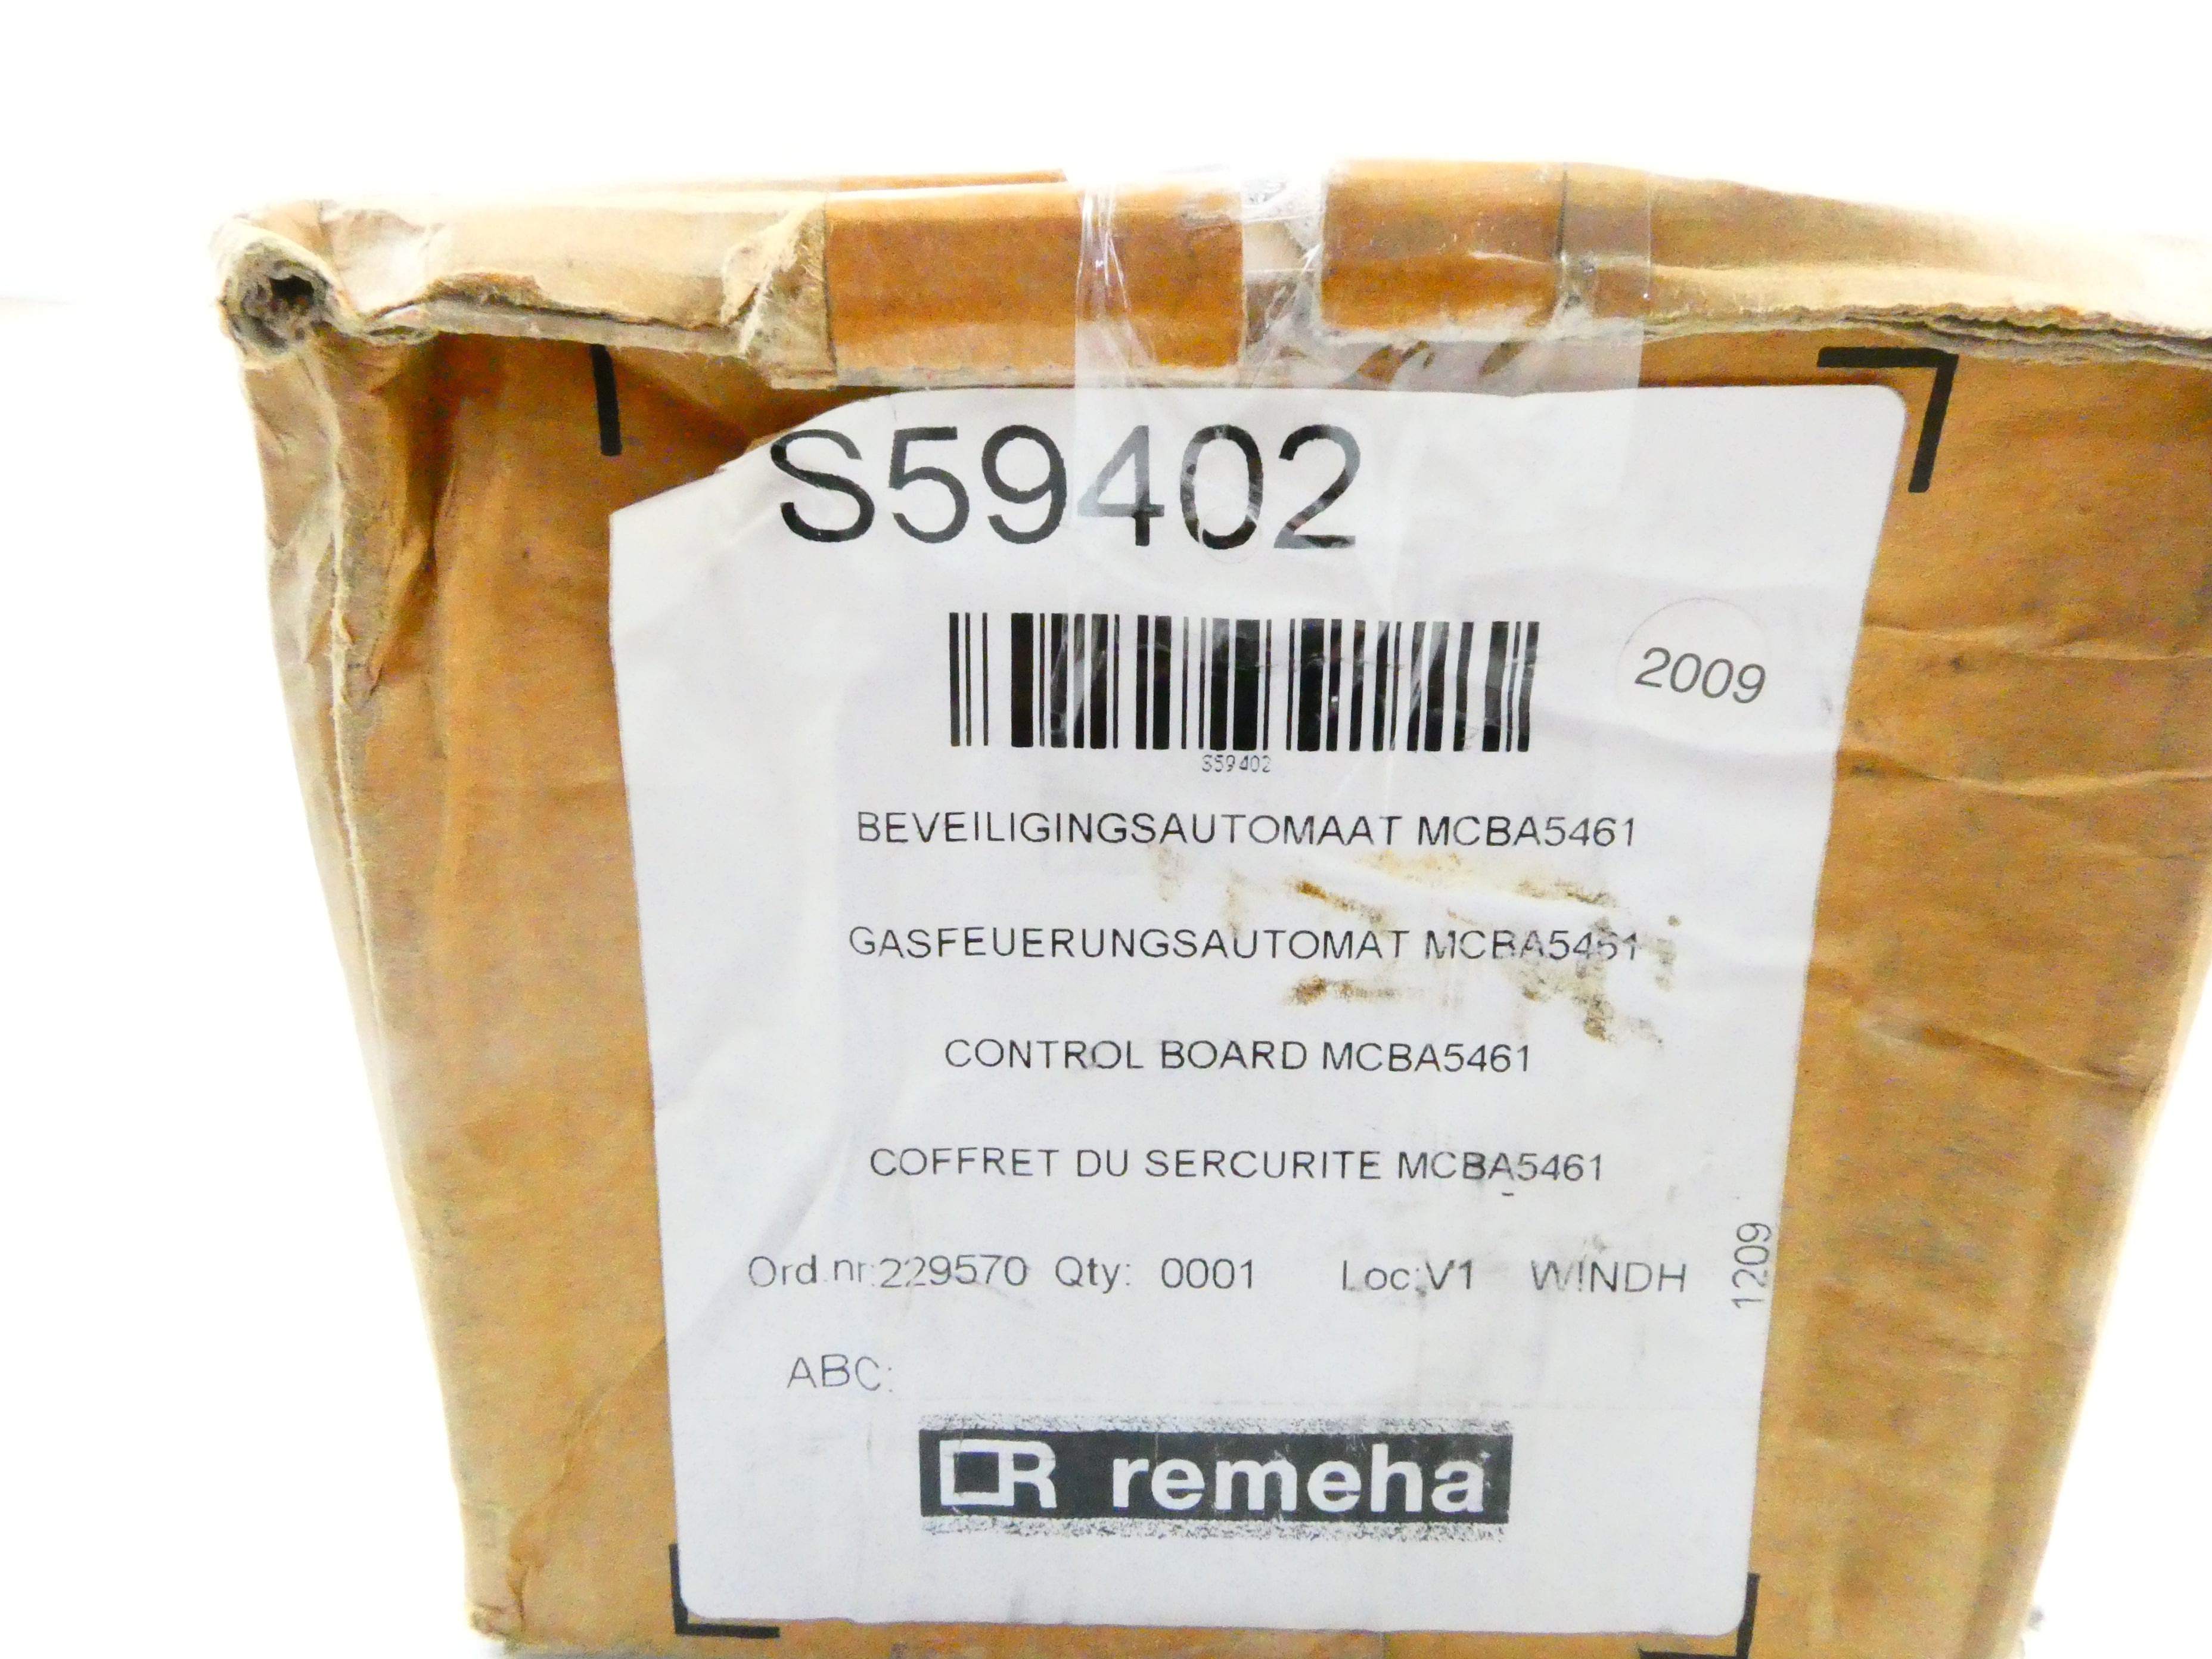 S59402
2009
S59402
BEVEILIGINGSAUTOMAAT MCBA5461
GASFEUERUNGSAUTOMAT MCBA5461
CONTROL BOARD MCBA5461
COFFRET DU SERCURITE MCBA5461
Ord.nr:229570 Qty: 0001 Loc:V1 WINDH
1209
ABC:
remeha